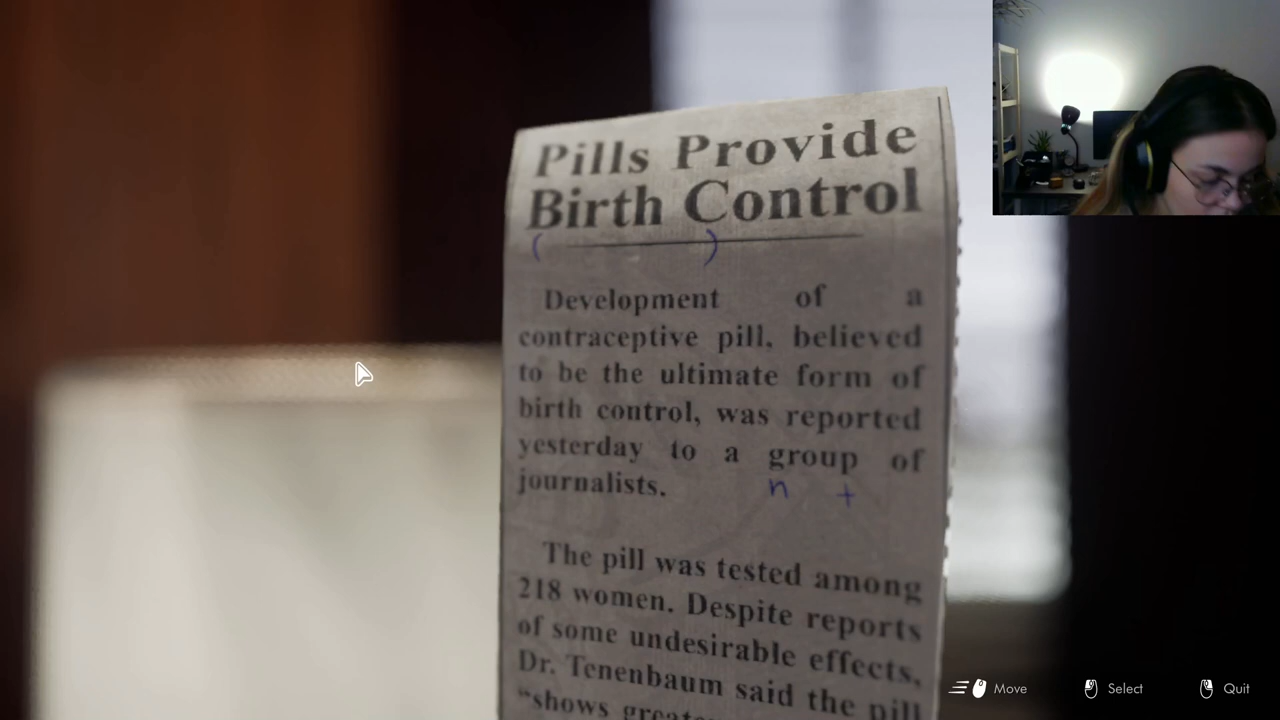 Pills Provide
Birth Control
( )
Development of a
contraceptive pill, believed
to be the ultimate form of
birth control, was reported
yesterday to a group of
journalists.
n +
The pill was tested among
218 women. Despite reports
of some undesirable effects,
Dr. Tenenbaum said the pill
"shows
Move
Select
Quit